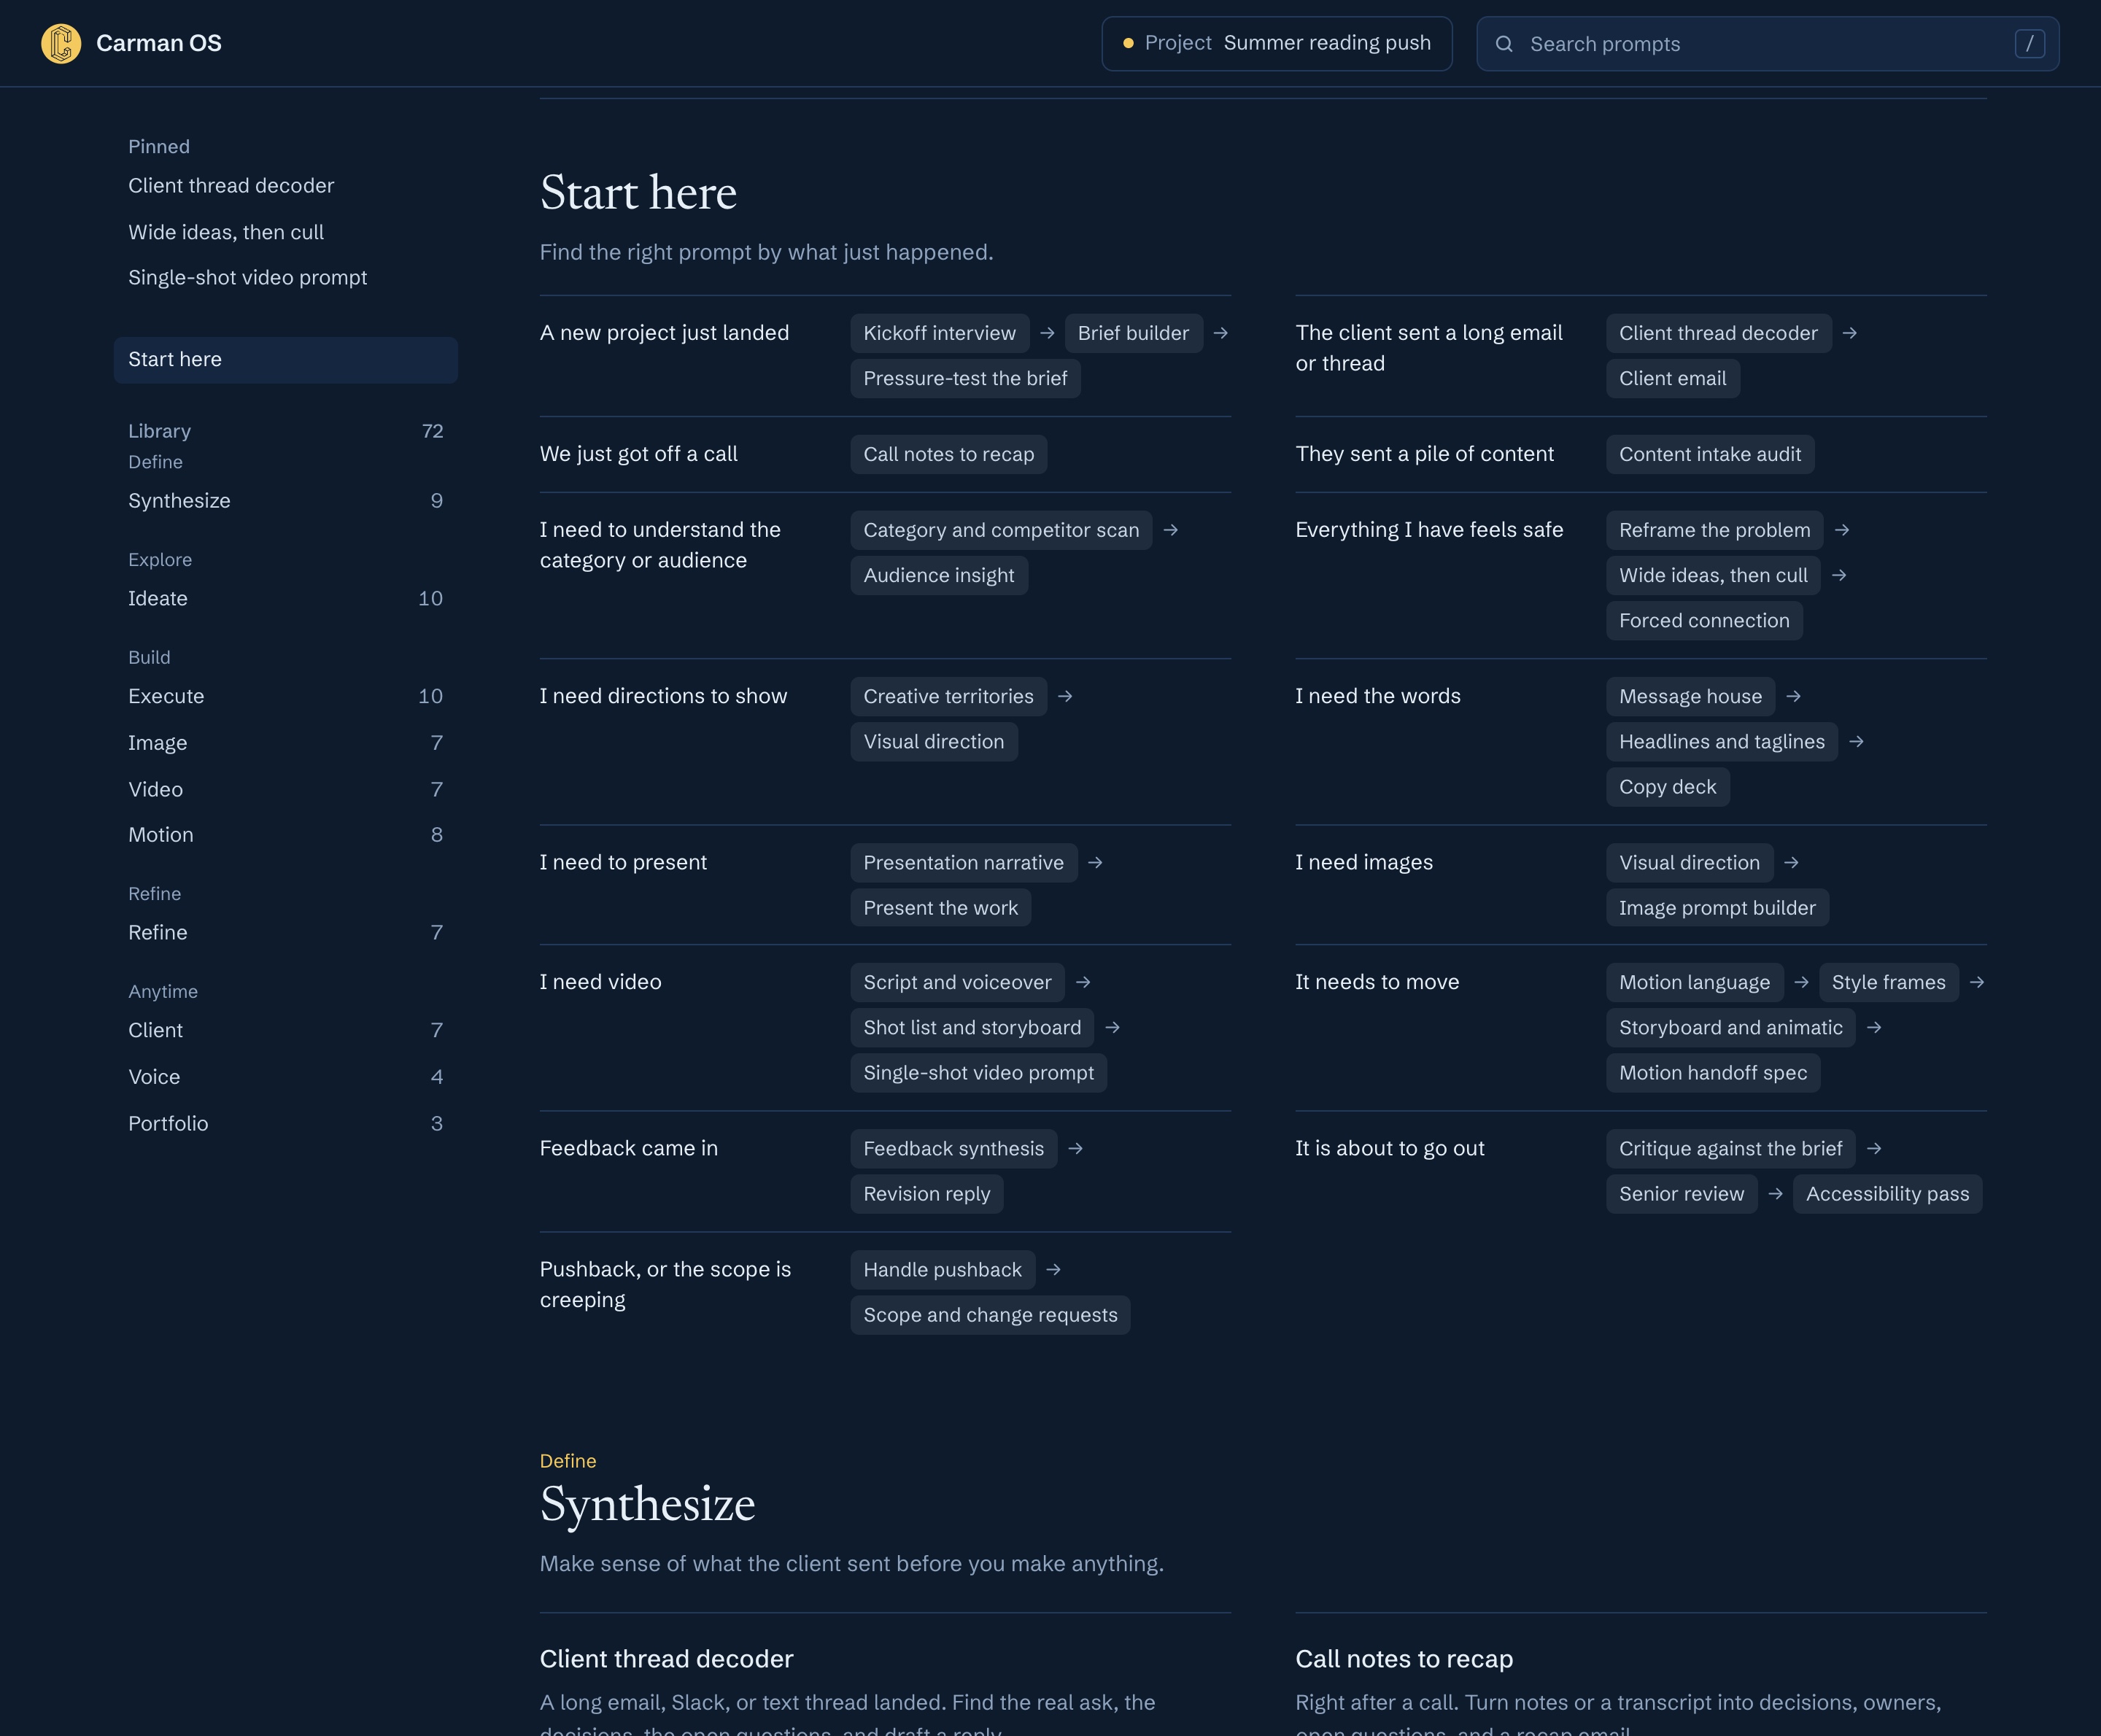 Carman OS
Project Summer reading push
Search prompts
/
Pinned
Client thread decoder
Wide ideas, then cull
Single-shot video prompt
Start here
Library 72
Define
Synthesize 9
Explore
Ideate 10
Build
Execute 10
Image 7
Video 7
Motion 8
Refine
Refine 7
Anytime
Client 7
Voice 4
Portfolio 3
Start here
Find the right prompt by what just happened.
A new project just landed
Kickoff interview → Brief builder →
Pressure-test the brief
The client sent a long email
or thread
Client thread decoder →
Client email
We just got off a call
Call notes to recap
They sent a pile of content
Content intake audit
I need to understand the
category or audience
Category and competitor scan →
Audience insight
Everything I have feels safe
Reframe the problem →
Wide ideas, then cull →
Forced connection
I need directions to show
Creative territories →
Visual direction
I need the words
Message house →
Headlines and taglines →
Copy deck
I need to present
Presentation narrative →
Present the work
I need images
Visual direction →
Image prompt builder
I need video
Script and voiceover →
Shot list and storyboard →
Single-shot video prompt
It needs to move
Motion language → Style frames →
Storyboard and animatic →
Motion handoff spec
Feedback came in
Feedback synthesis →
Revision reply
It is about to go out
Critique against the brief →
Senior review → Accessibility pass
Pushback, or the scope is
creeping
Handle pushback →
Scope and change requests
Define
Synthesize
Make sense of what the client sent before you make anything.
Client thread decoder
A long email, Slack, or text thread landed. Find the real ask, the
decisions, the open questions, and draft a reply.
Call notes to recap
Right after a call. Turn notes or a transcript into decisions, owners,
open questions, and a recap email.